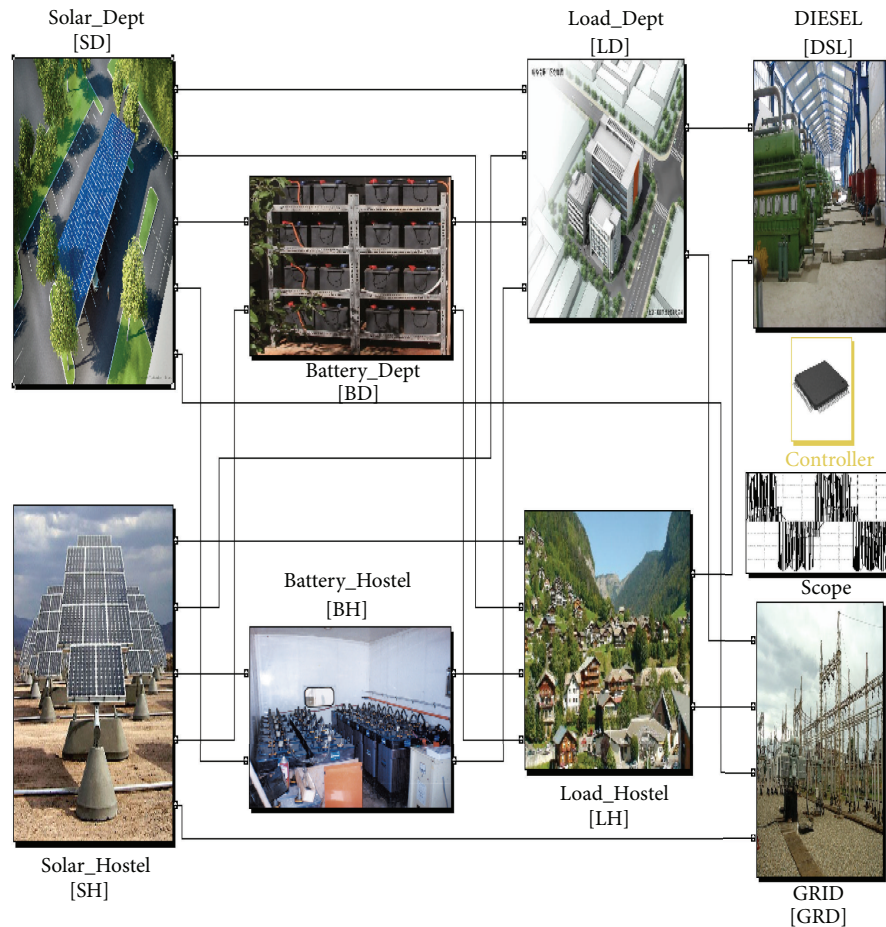 Solar_Dept
[SD]
Load_Dept
[LD]
DIESEL
[DSL]
Battery_Dept
[BD]
Controller
Scope
Battery_Hostel
[BH]
Solar_Hostel
[SH]
Load_Hostel
[LH]
GRID
[GRD]